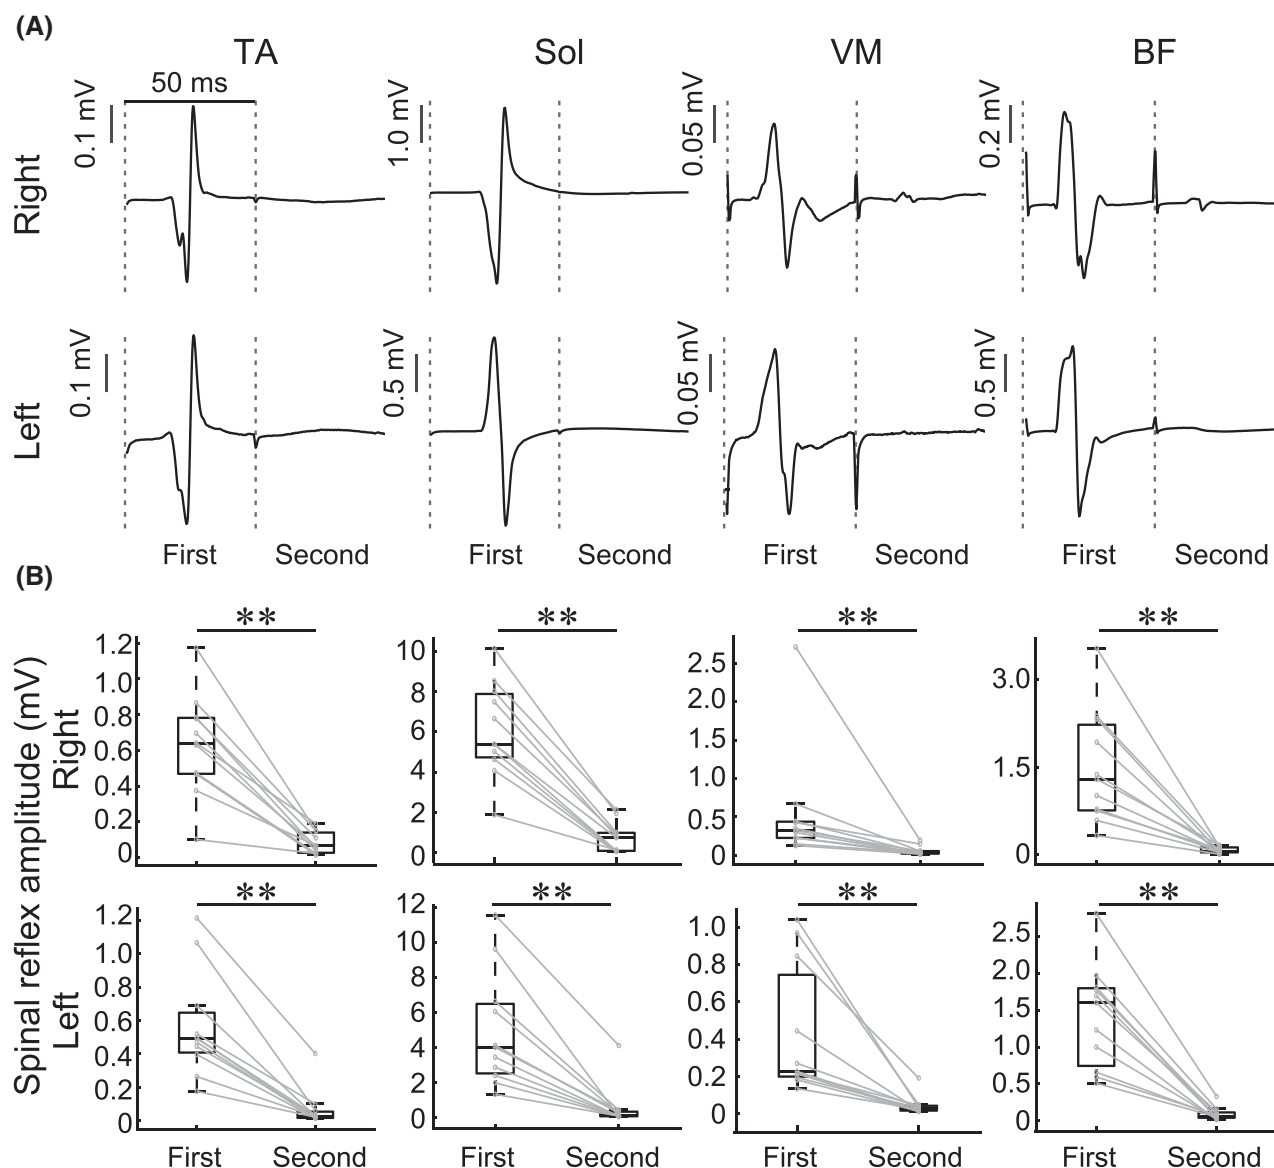 (A)
TA Sol VM BF
50 ms
Right
0.1 mV 1.0 mV 0.05 mV 0.2 mV
Left
0.1 mV 0.5 mV 0.05 mV 0.5 mV
First Second First Second First Second First Second
(B)
Spinal reflex amplitude (mV)
Right
** ** ** **
1.2 10 2.5 3.0
1.0 8 2.0 1.5
0.8 6 1.5 0
0.6 4 1.0
0.4 2 0.5
0.2 0 0
0
Left
** ** ** **
1.2 12 1.0 2.5
1.0 10 0.8 2.0
0.8 8 0.6 1.5
0.6 6 0.4 1.0
0.4 4 0.2 0.5
0.2 2 0 0
0 0
First Second First Second First Second First Second